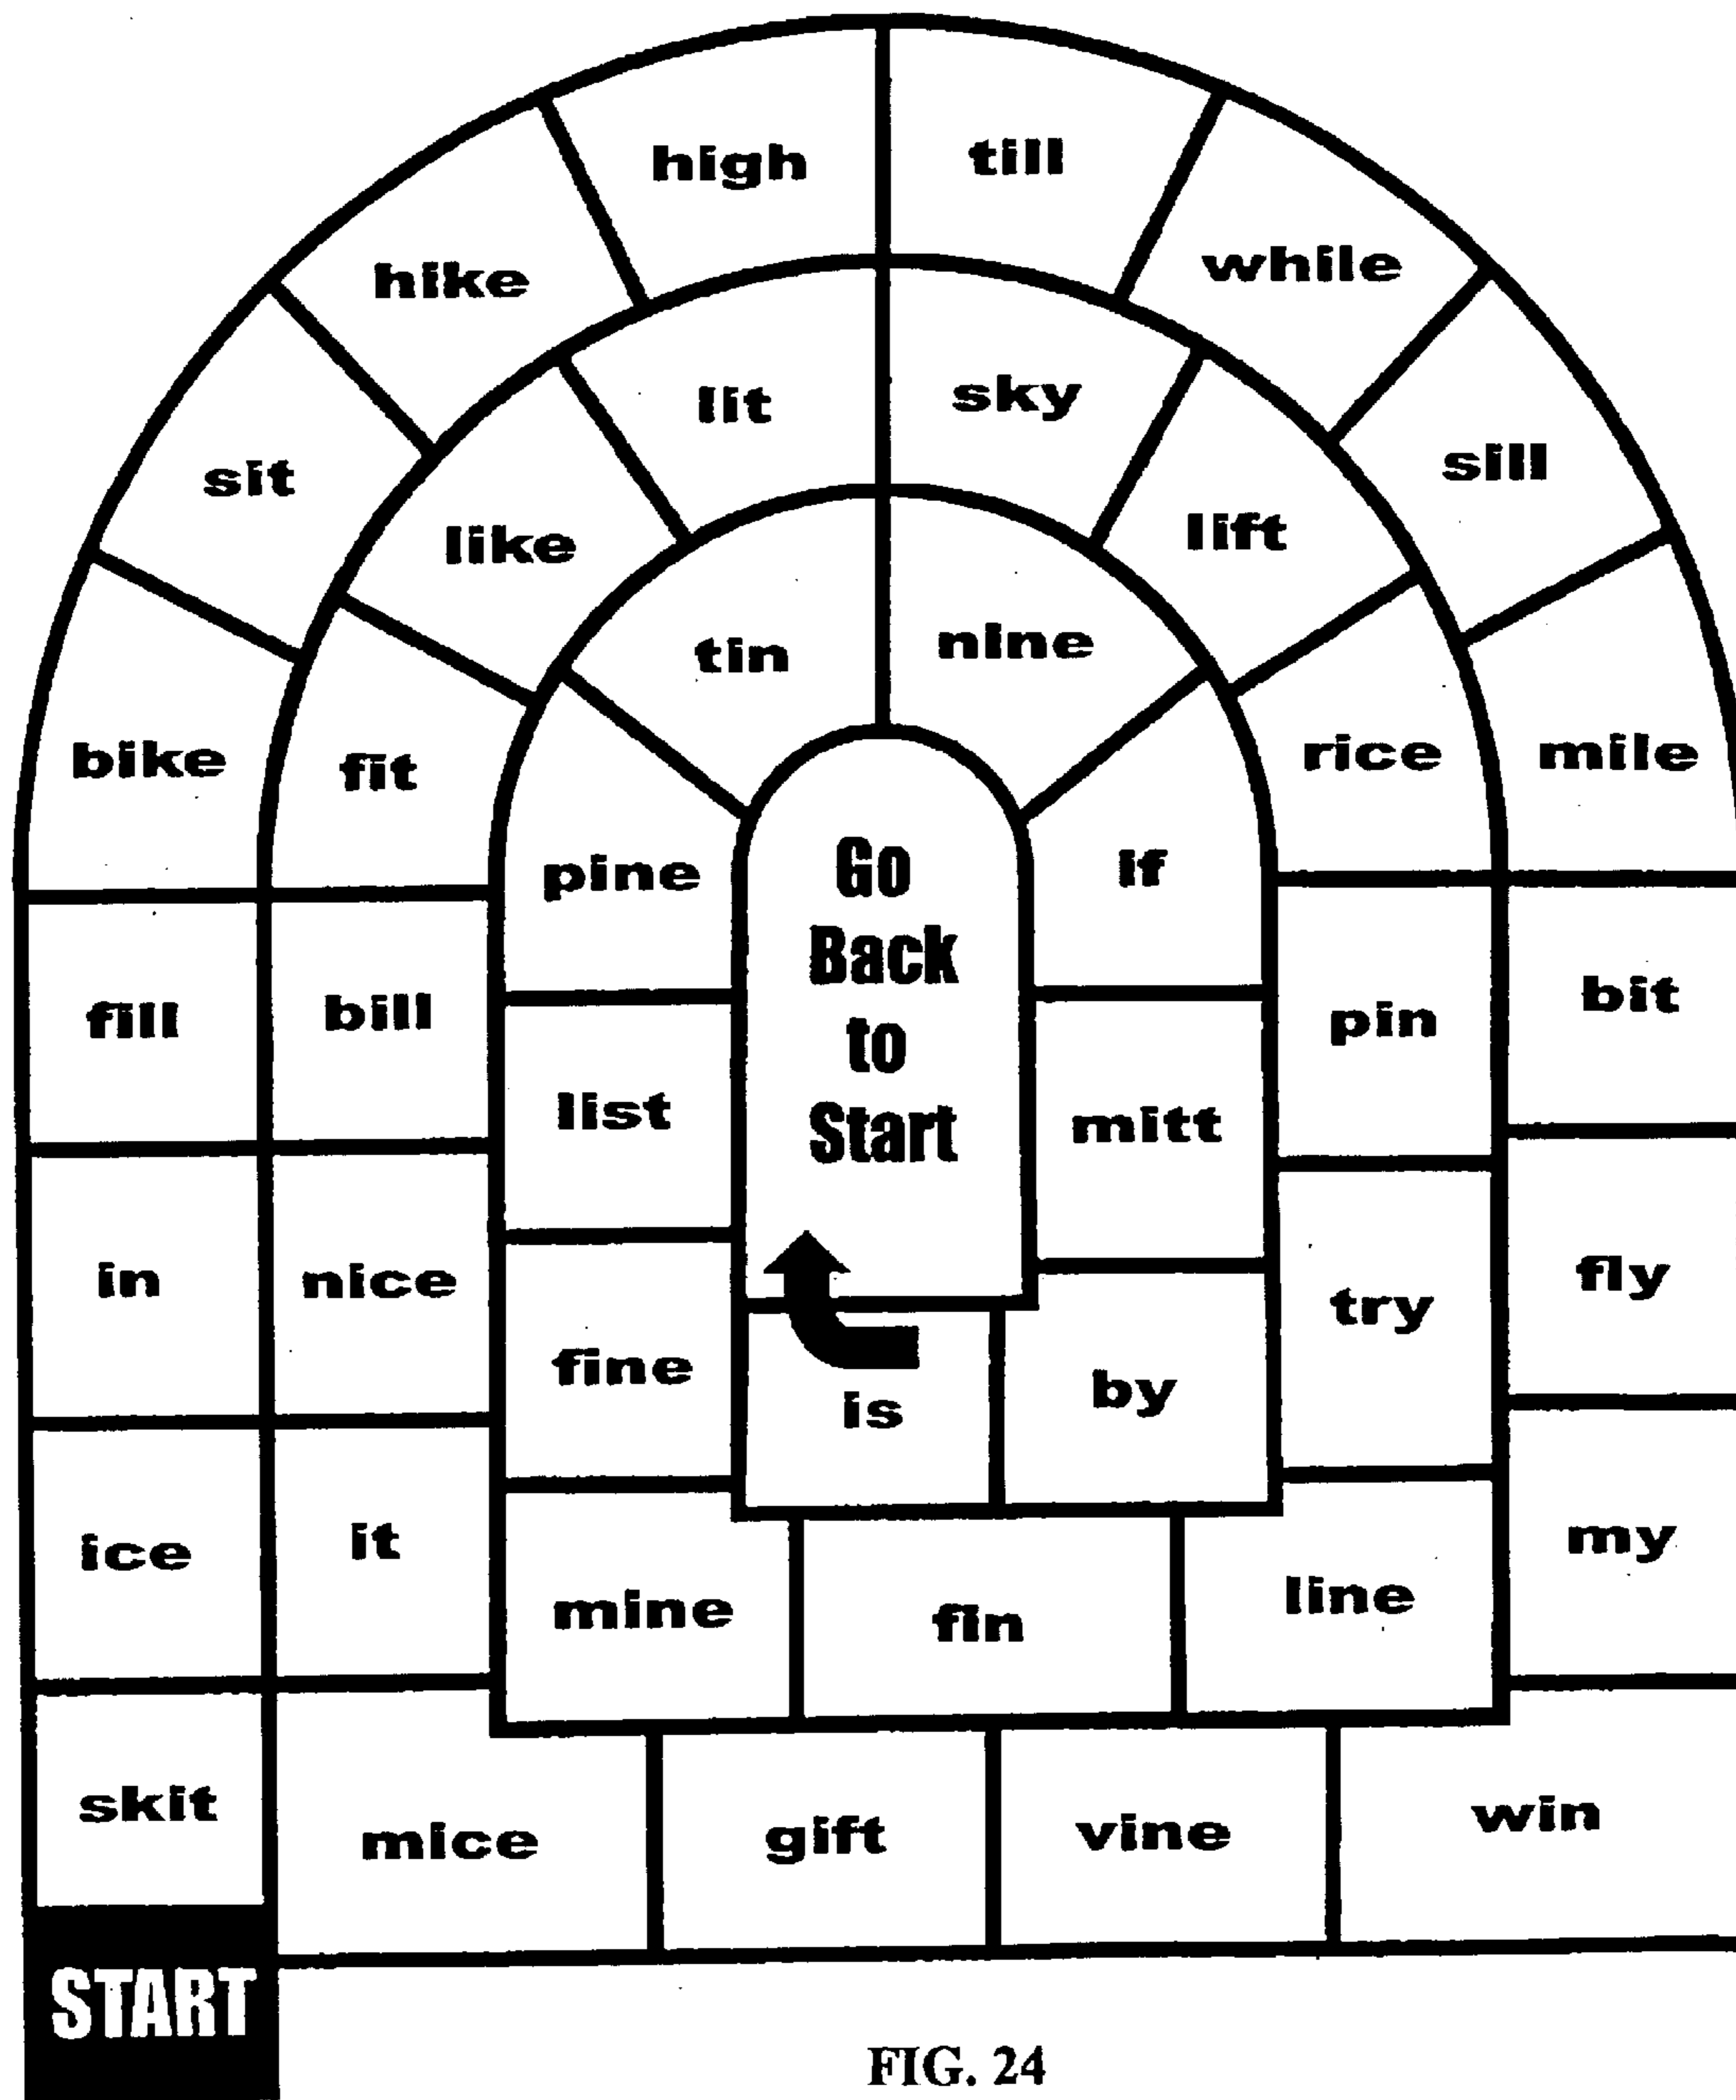 high till
hike while
lit sky
sit sill
like lift
tin nine
bike fit rice mile
pine Go if
Back
fill bill pin bit
to
list Start mitt
in nice try fly
fine is by
ice it my
mine fin line
skit mice gift vine win
START
FIG. 24